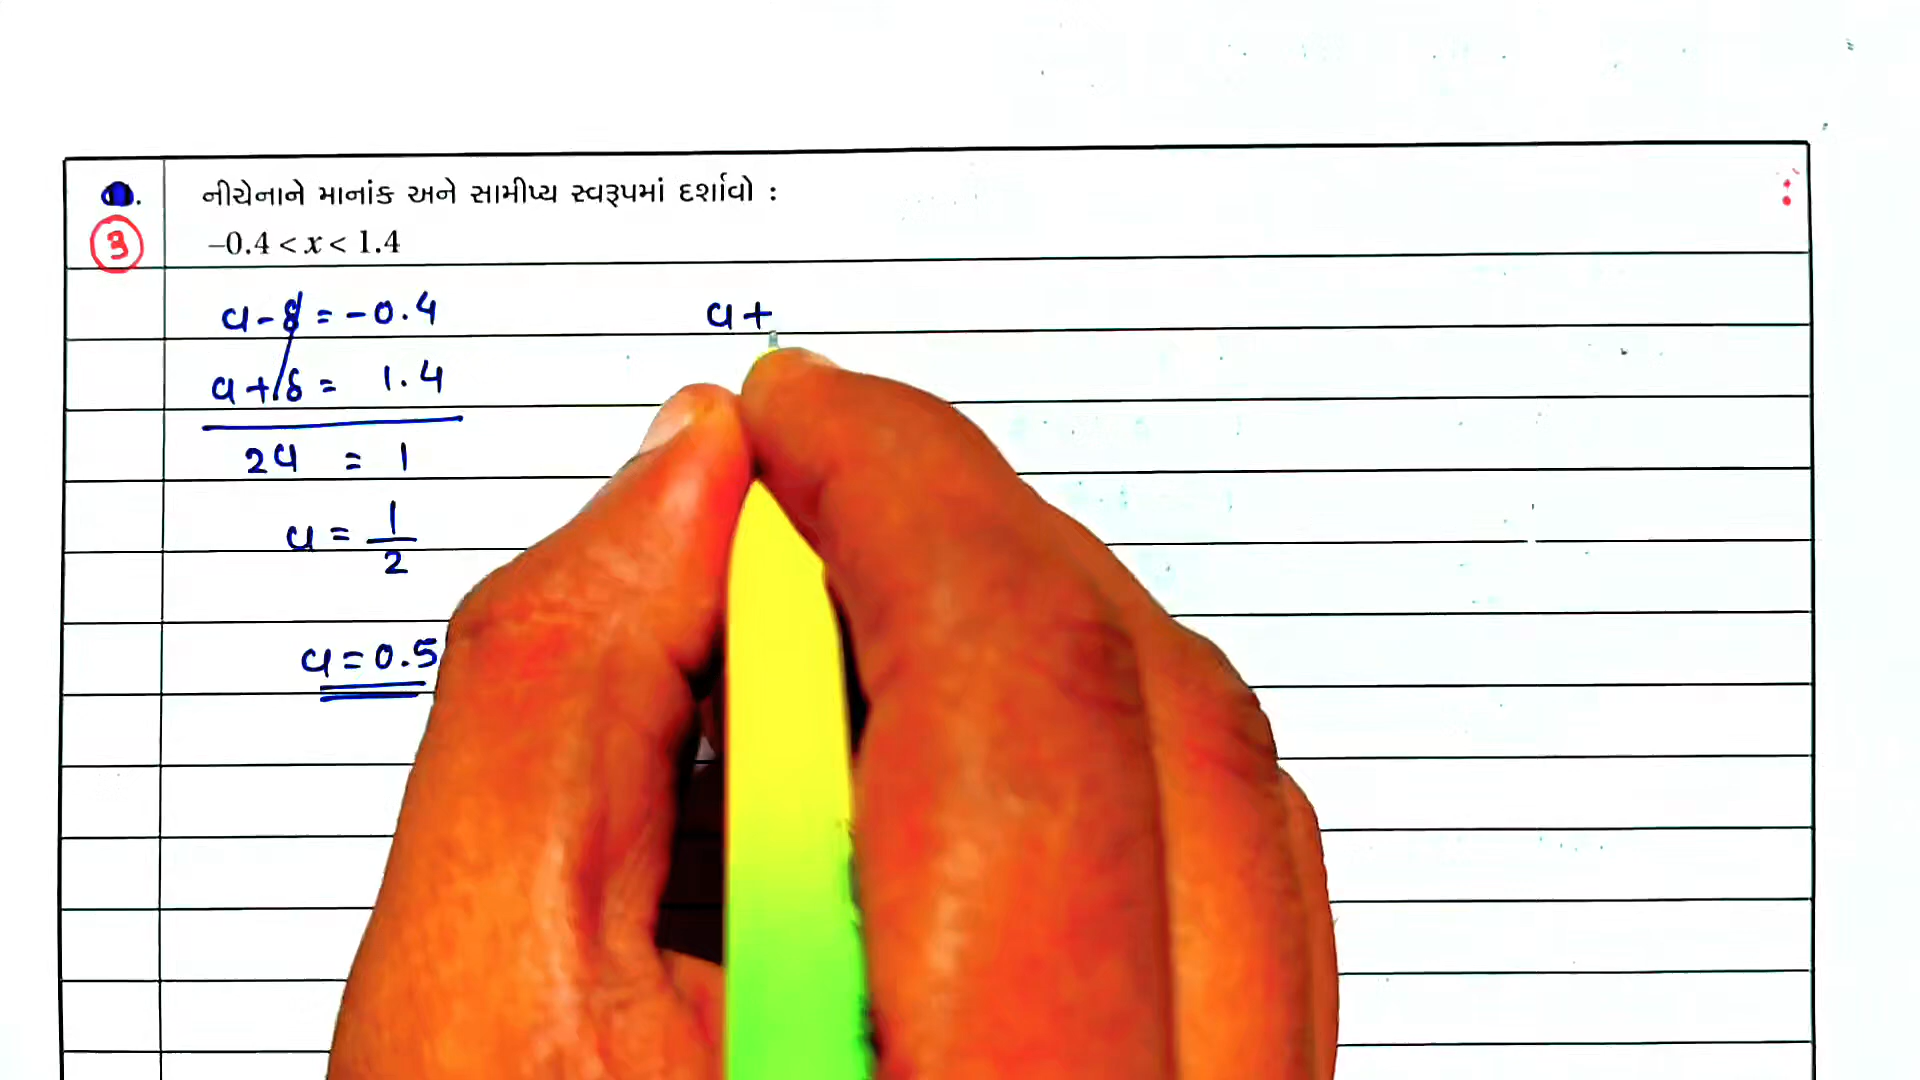 નીચેનાને માનાંક અને સામીપ્ય સ્વરૂપમાં દર્શાવો :
3
–0.4 < x < 1.4
a - δ = -0.4
a + δ = 1.4
2a = 1
a = 1/2
a = 0.5
a +